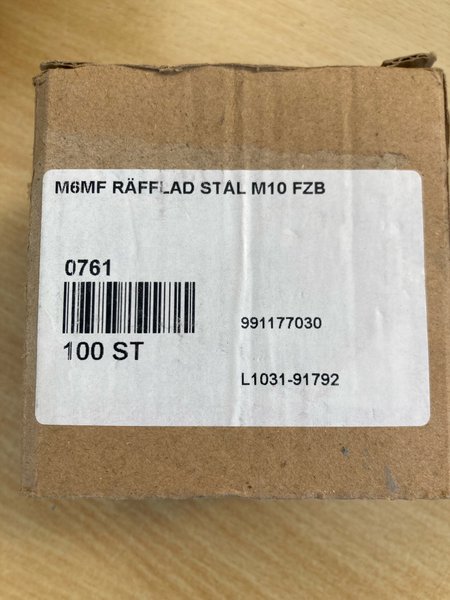 M6MF RÄFFLAD STÅL M10 FZB
0761
100 ST
991177030
L1031-91792